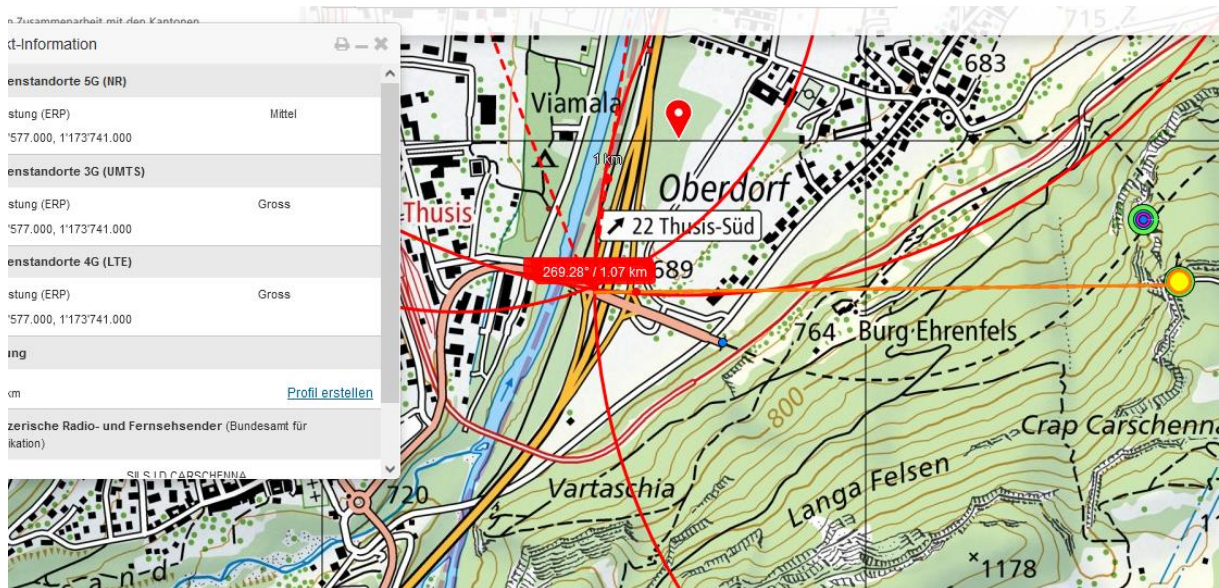 n Zusammenarbeit mit den Kantonen
kt-Information
enstandorte 5G (NR)
stung (ERP) Mittel
'577.000, 1'173'741.000
enstandorte 3G (UMTS)
stung (ERP) Gross
'577.000, 1'173'741.000
enstandorte 4G (LTE)
stung (ERP) Gross
'577.000, 1'173'741.000
ung
km Profil erstellen
zerische Radio- und Fernsehsender (Bundesamt für
ikation)
SILS I.D.CARSCHENNA
715
683
Viamala
1 km
Oberdorf
Thusis
22 Thusis-Süd
269.28° / 1.07 km
689
764 Burg Ehrenfels
800
Crap Carschenna
Langa Felsen
Vartaschia
720
1178